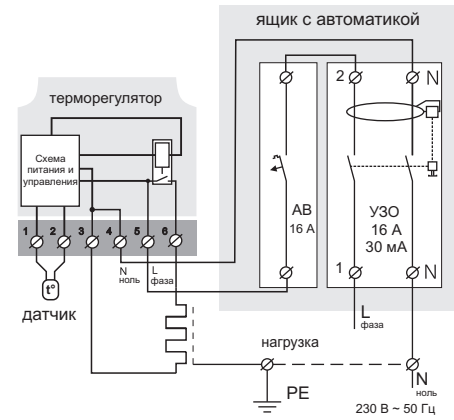 ящик с автоматикой
терморегулятор
Схема
питания и
управления
2
N
АВ
16 А
УЗО
16 А
30 мА
1 2 3 4 5 6
N
ноль
L
фаза
1
N
t°
датчик
L
фаза
нагрузка
PE
N
ноль
230 В ~ 50 Гц